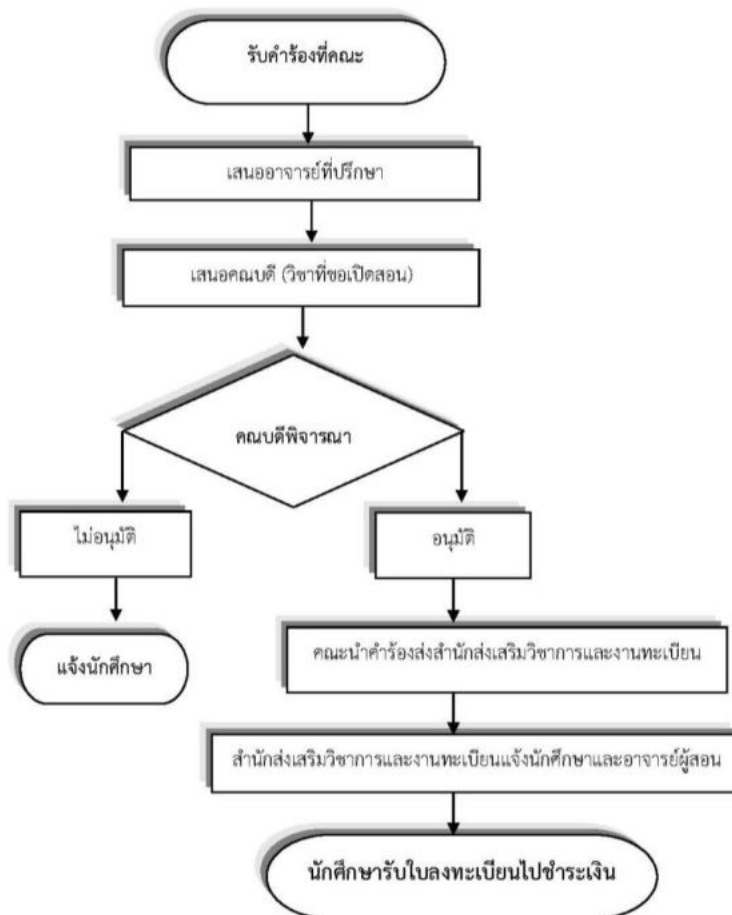 รับคำร้องที่คณะ
เสนออาจารย์ที่ปรึกษา
เสนอคณบดี (วิชาที่ขอเปิดสอน)
คณบดีพิจารณา
ไม่อนุมัติ
อนุมัติ
แจ้งนักศึกษา
คณะนำคำร้องส่งสำนักส่งเสริมวิชาการและงานทะเบียน
สำนักส่งเสริมวิชาการและงานทะเบียนแจ้งนักศึกษาและอาจารย์ผู้สอน
นักศึกษารับใบลงทะเบียนไปชำระเงิน